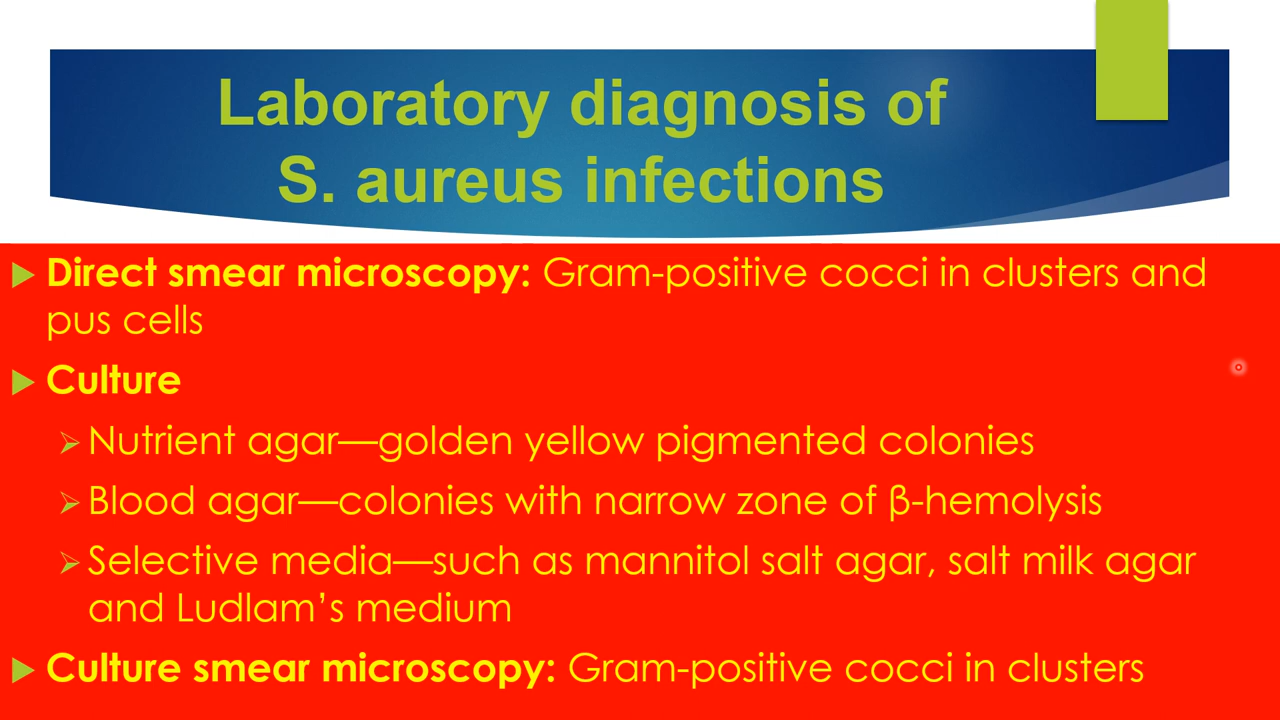 Laboratory diagnosis of
S. aureus infections
Direct smear microscopy: Gram-positive cocci in clusters and
pus cells
Culture
Nutrient agar—golden yellow pigmented colonies
Blood agar—colonies with narrow zone of β-hemolysis
Selective media—such as mannitol salt agar, salt milk agar
and Ludlam’s medium
Culture smear microscopy: Gram-positive cocci in clusters